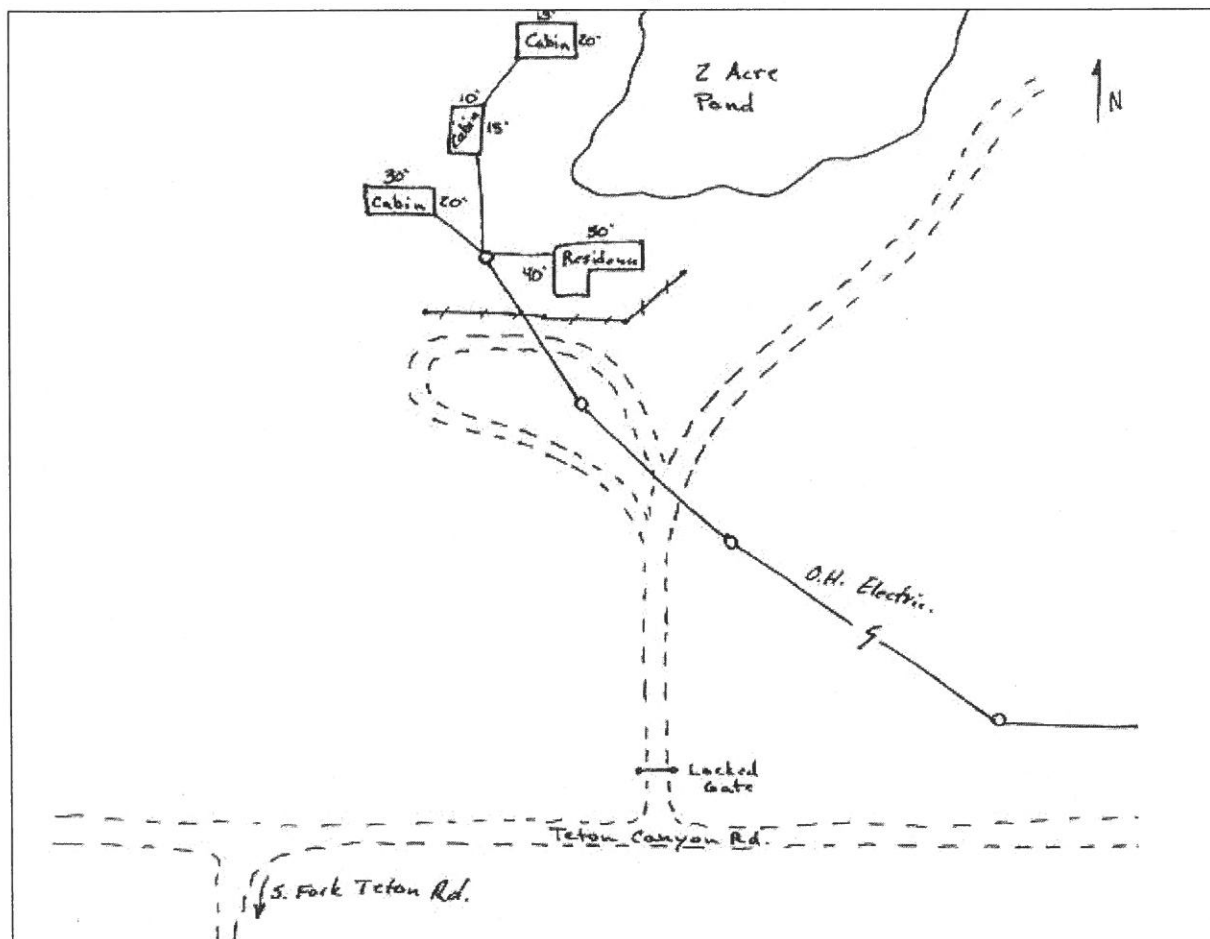 15'
Cabin 20'
2 Acre
Pond
N
10'
Cabin
15'
30'
Cabin 20'
50'
40'
O.H. Electric.
Locked
Gate
Teton Canyon Rd.
S. Fork Teton Rd.